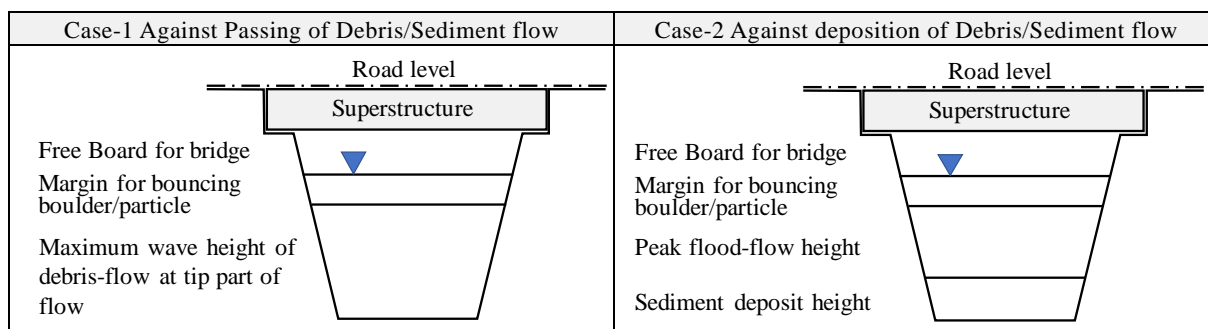 Case-1 Against Passing of Debris/Sediment flow
Road level
Superstructure
Free Board for bridge
Margin for bouncing
boulder/particle
Maximum wave height of
debris-flow at tip part of
flow
Case-2 Against deposition of Debris/Sediment flow
Road level
Superstructure
Free Board for bridge
Margin for bouncing
boulder/particle
Peak flood-flow height
Sediment deposit height